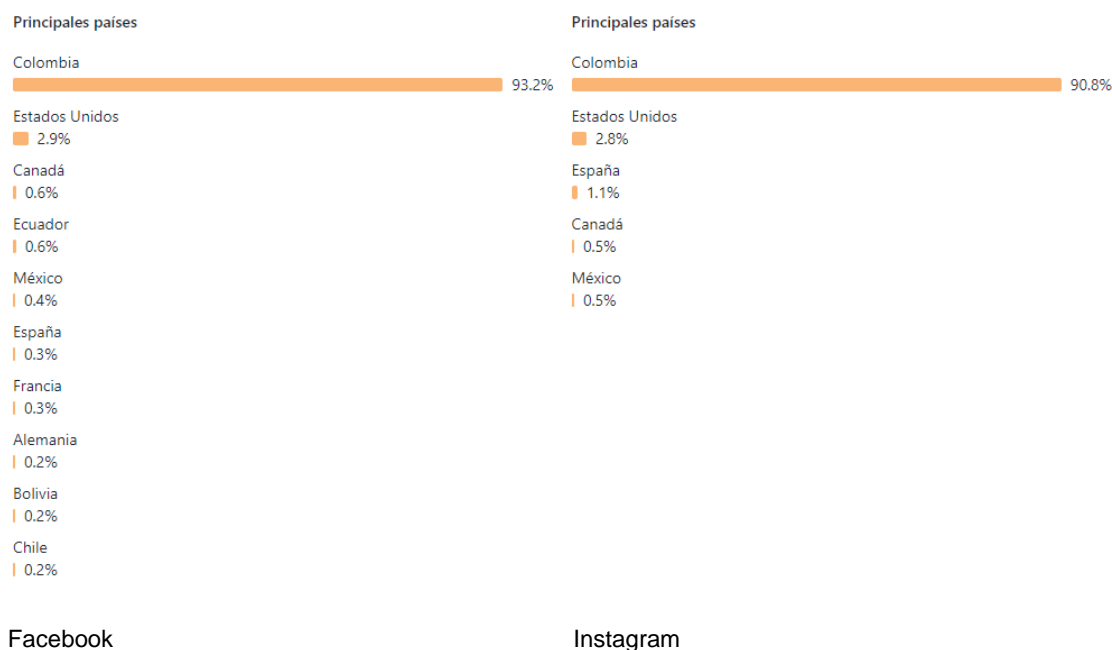 Principales países
Colombia
93.2%
Estados Unidos
2.9%
Canadá
0.6%
Ecuador
0.6%
México
0.4%
España
0.3%
Francia
0.3%
Alemania
0.2%
Bolivia
0.2%
Chile
0.2%
Facebook
Principales países
Colombia
90.8%
Estados Unidos
2.8%
España
1.1%
Canadá
0.5%
México
0.5%
Instagram